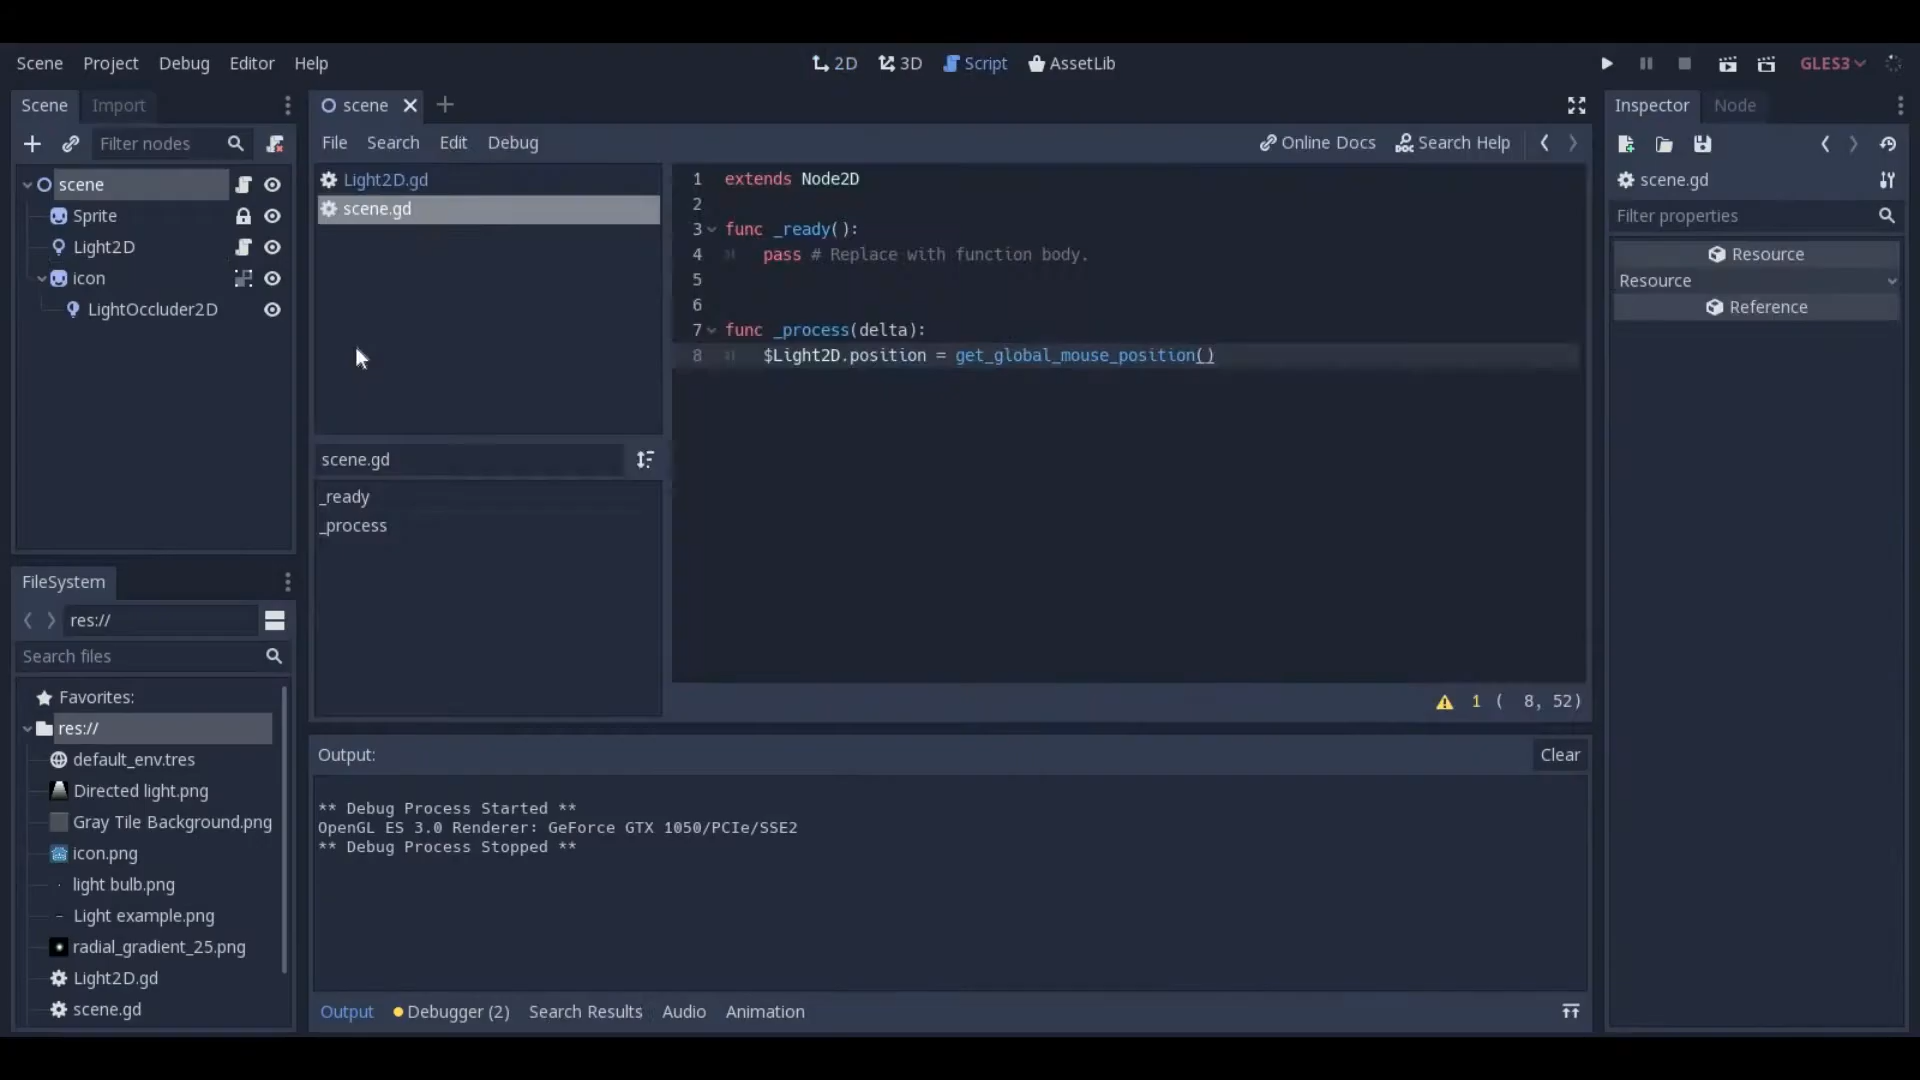 Scene Project Debug Editor Help
2D 3D Script AssetLib
GLES3
Scene Import
Filter nodes
scene
Sprite
Light2D
icon
LightOccluder2D
FileSystem
res://
Search files
Favorites:
res://
default_env.tres
Directed light.png
Gray Tile Background.png
icon.png
light bulb.png
Light example.png
radial_gradient_25.png
Light2D.gd
scene.gd
scene
File Search Edit Debug
Online Docs Search Help
Light2D.gd
scene.gd
scene.gd
_ready
_process
1 extends Node2D
2
3 func _ready():
4 pass # Replace with function body.
5
6
7 func _process(delta):
8 $Light2D.position = get_global_mouse_position()
1 ( 8, 52)
Output: Clear
** Debug Process Started **
OpenGL ES 3.0 Renderer: GeForce GTX 1050/PCIe/SSE2
** Debug Process Stopped **
Output Debugger (2) Search Results Audio Animation
Inspector Node
scene.gd
Filter properties
Resource
Resource
Reference